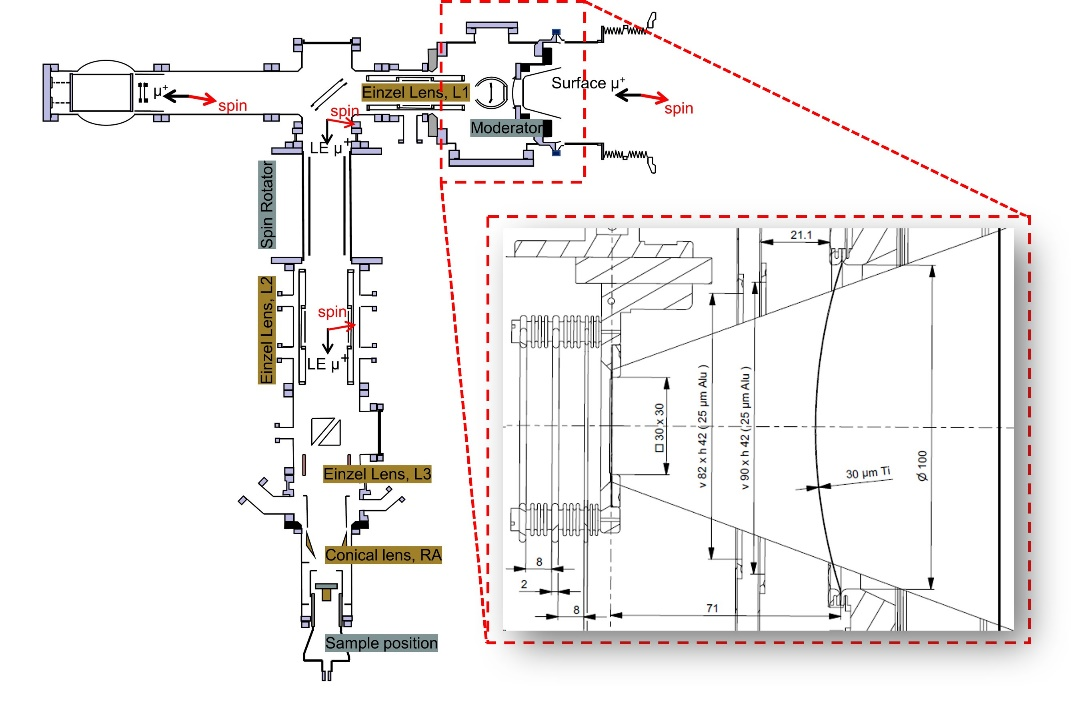 Einzel Lens, L1
Surface μ⁺
μ⁺
spin
spin
spin
Moderator
LE μ⁺
Spin Rotator
Einzel Lens, L2
spin
LE μ⁺
Einzel Lens, L3
Conical lens, RA
Sample position
21.1
□ 30 x 30
v 82 x h 42 ( 25 μm Alu )
v 90 x h 42 ( 25 μm Alu )
30 μm Ti
Ø 100
8
2
8
71